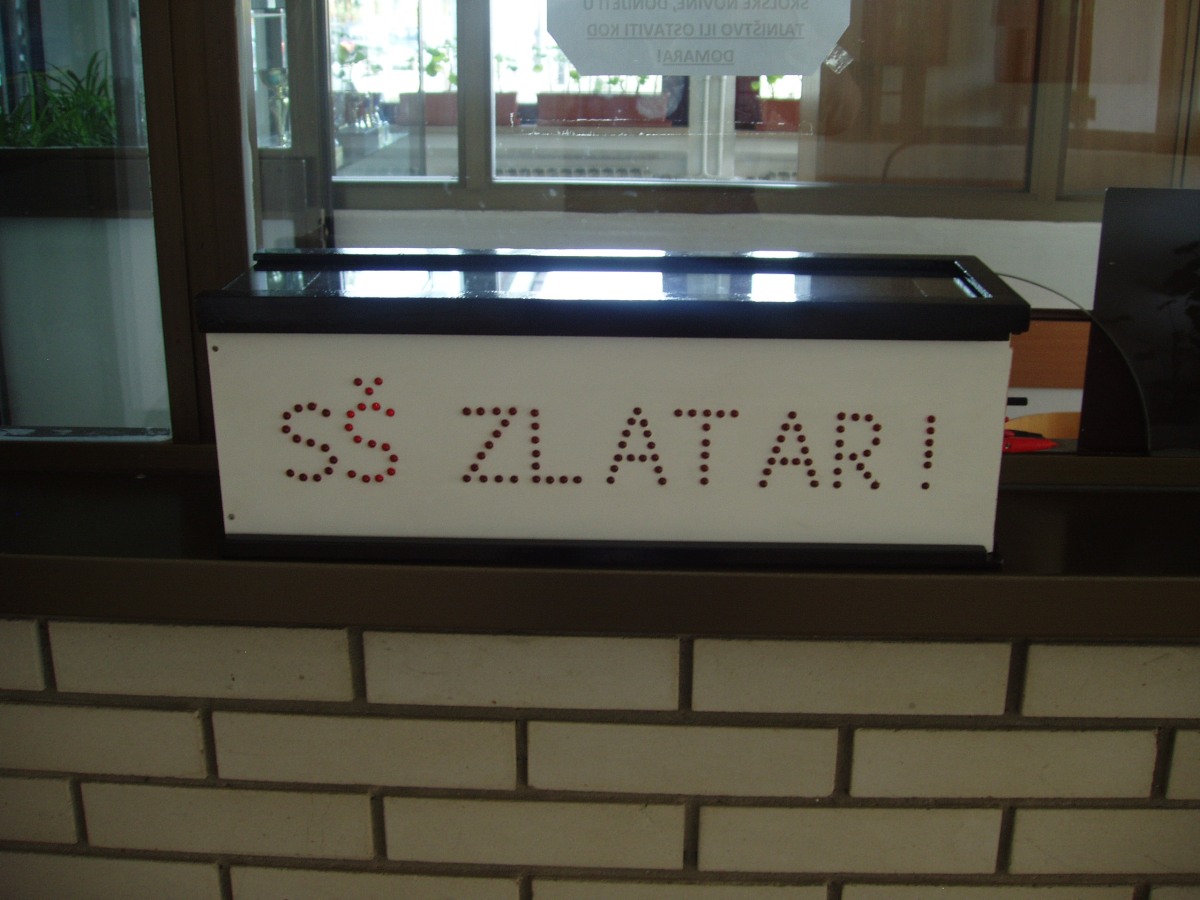 ŠKOLSKE NOVINE, DONIJETI U
TAJNIŠTVO ILI OSTAVITI KOD
DOMARA!
SŠ ZLATAR!